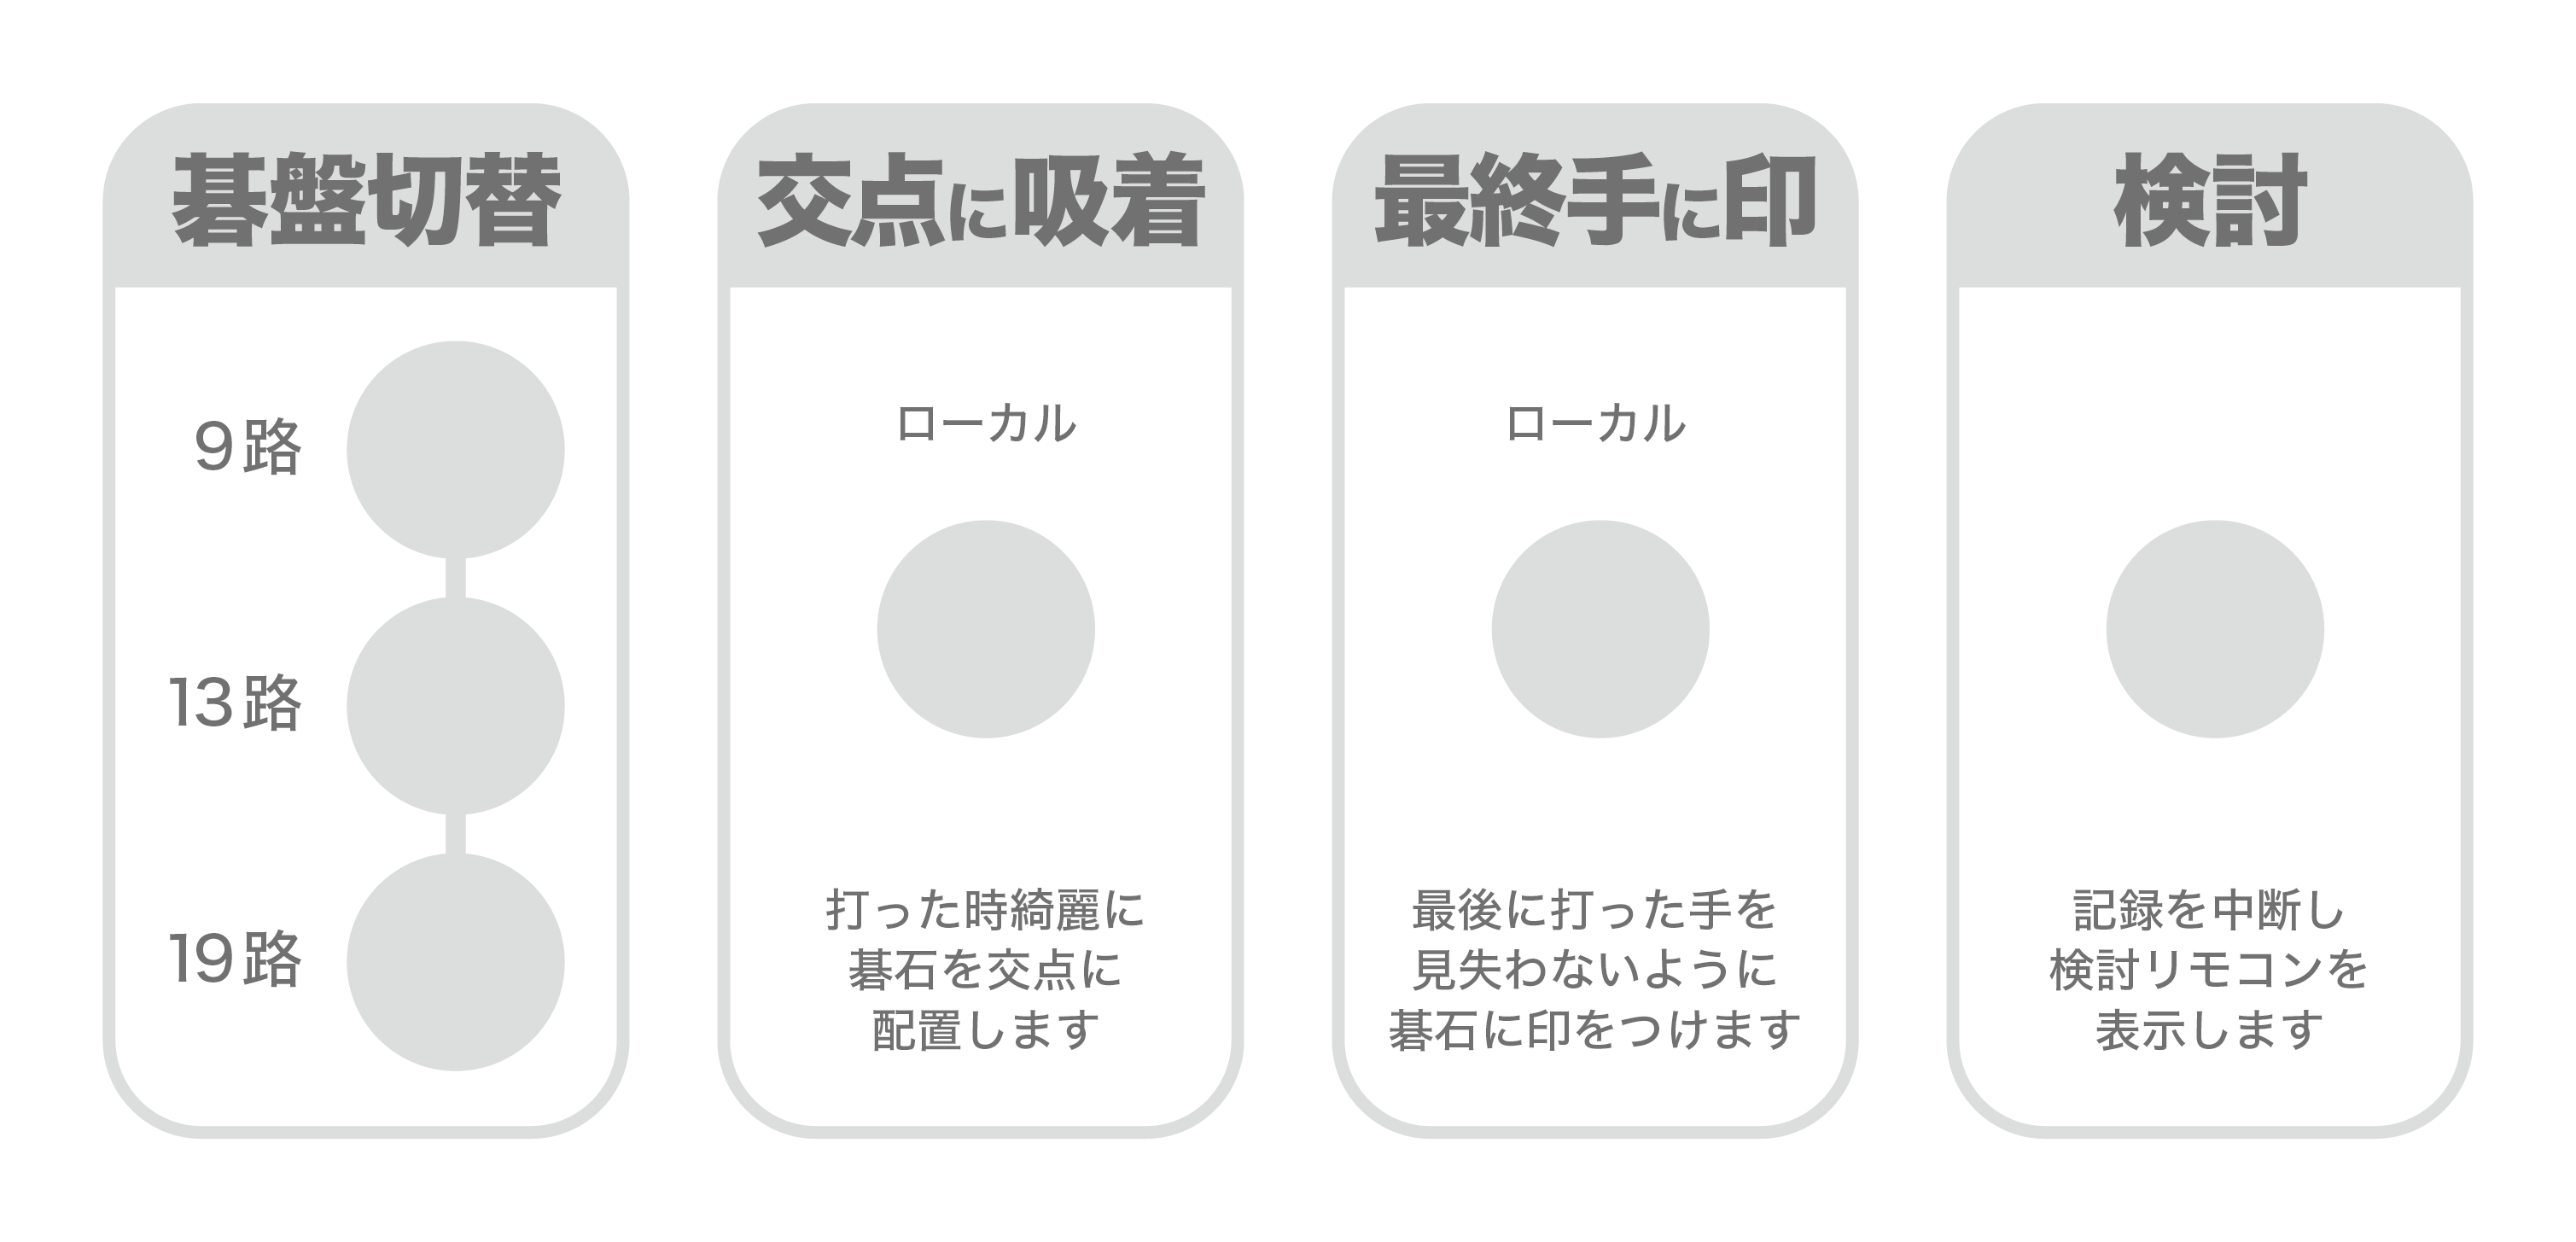 碁盤切替
9路
13路
19路
交点に吸着
ローカル
打った時綺麗に
碁石を交点に
配置します
最終手に印
ローカル
最後に打った手を
見失わないように
碁石に印をつけます
検討
記録を中断し
検討リモコンを
表示します